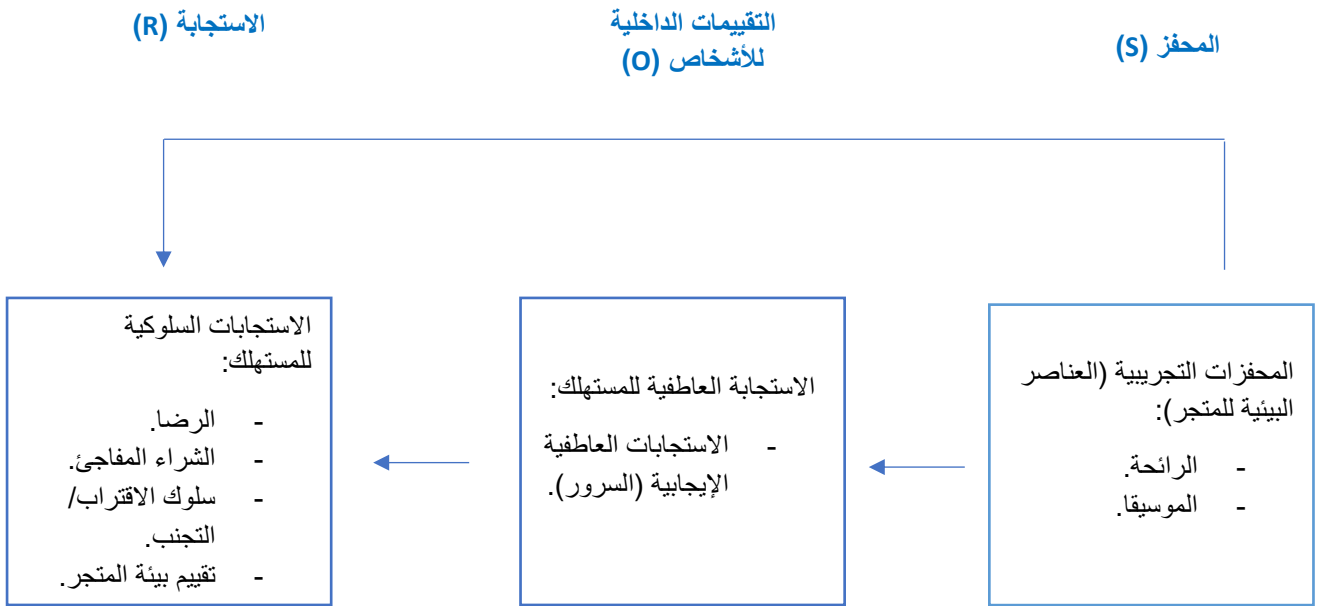 المحفز (S)
التقييمات الداخلية
للأشخاص (O)
الاستجابة (R)
المحفزات التجريبية (العناصر
البيئية للمتجر):
- الرائحة.
- الموسيقا.
الاستجابة العاطفية للمستهلك:
- الاستجابات العاطفية
الإيجابية (السرور).
الاستجابات السلوكية
للمستهلك:
- الرضا.
- الشراء المفاجئ.
- سلوك الاقتراب/
التجنب.
- تقييم بيئة المتجر.